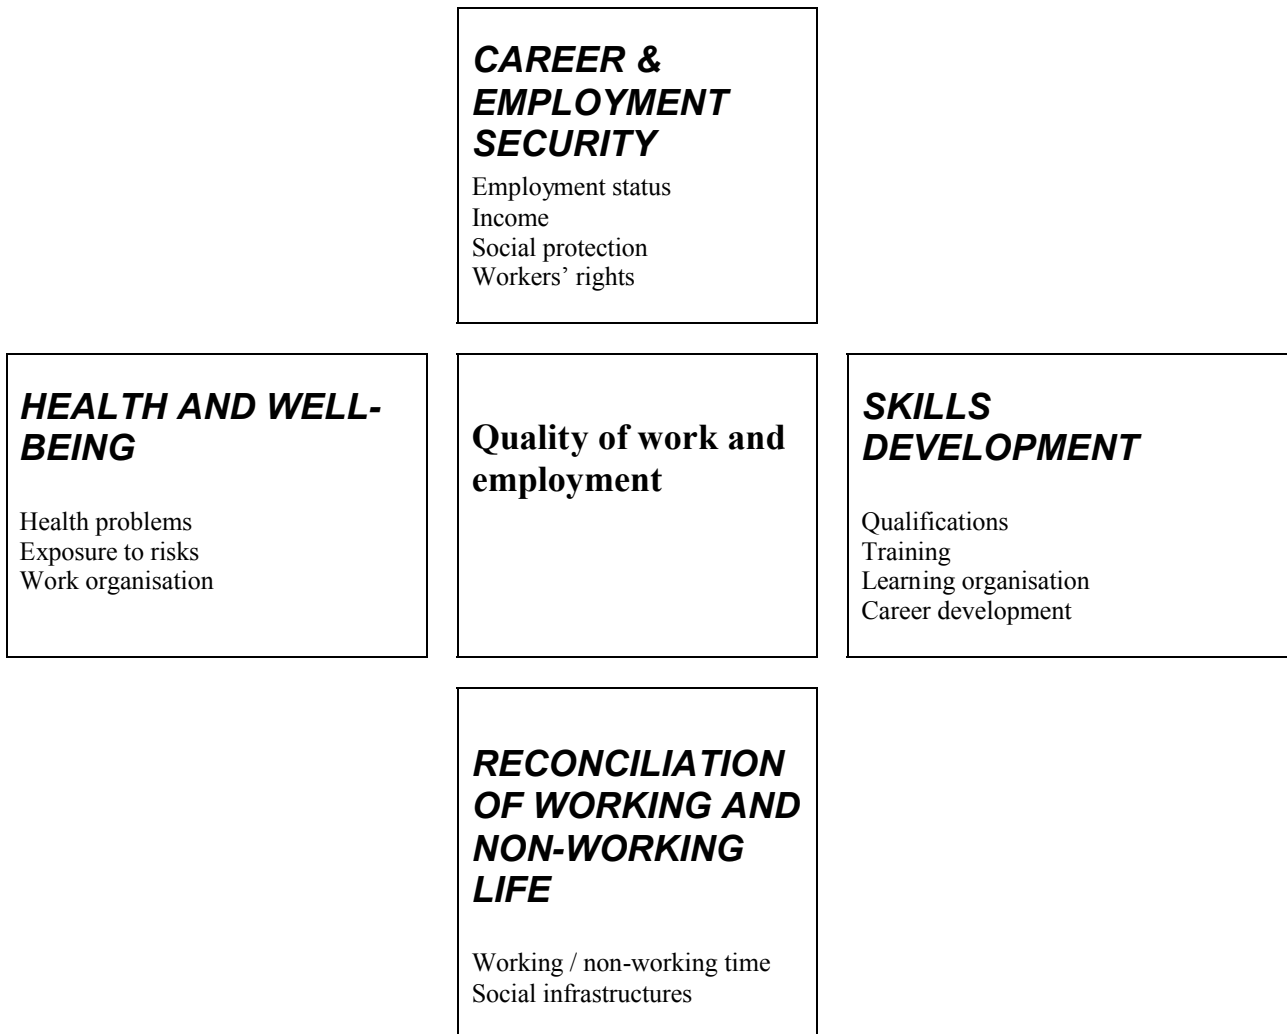 CAREER &
EMPLOYMENT
SECURITY
Employment status
Income
Social protection
Workers’ rights
HEALTH AND WELL-
BEING
Health problems
Exposure to risks
Work organisation
Quality of work and
employment
SKILLS
DEVELOPMENT
Qualifications
Training
Learning organisation
Career development
RECONCILIATION
OF WORKING AND
NON-WORKING
LIFE
Working / non-working time
Social infrastructures